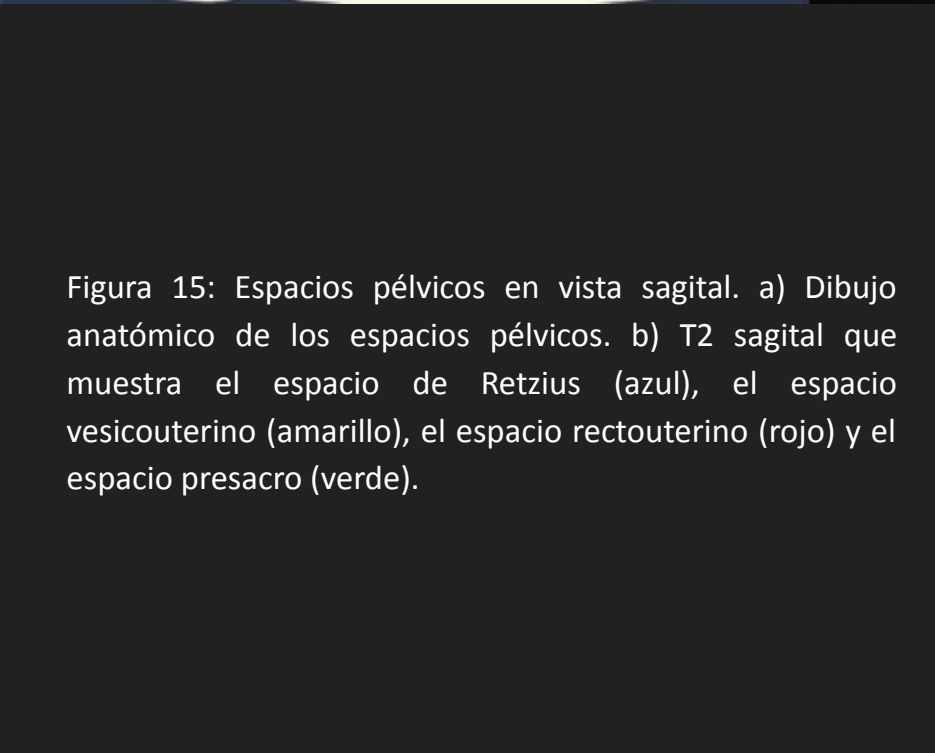 Figura 15: Espacios pélvicos en vista sagital. a) Dibujo
anatómico de los espacios pélvicos. b) T2 sagital que
muestra el espacio de Retzius (azul), el espacio
vesicouterino (amarillo), el espacio rectouterino (rojo) y el
espacio presacro (verde).